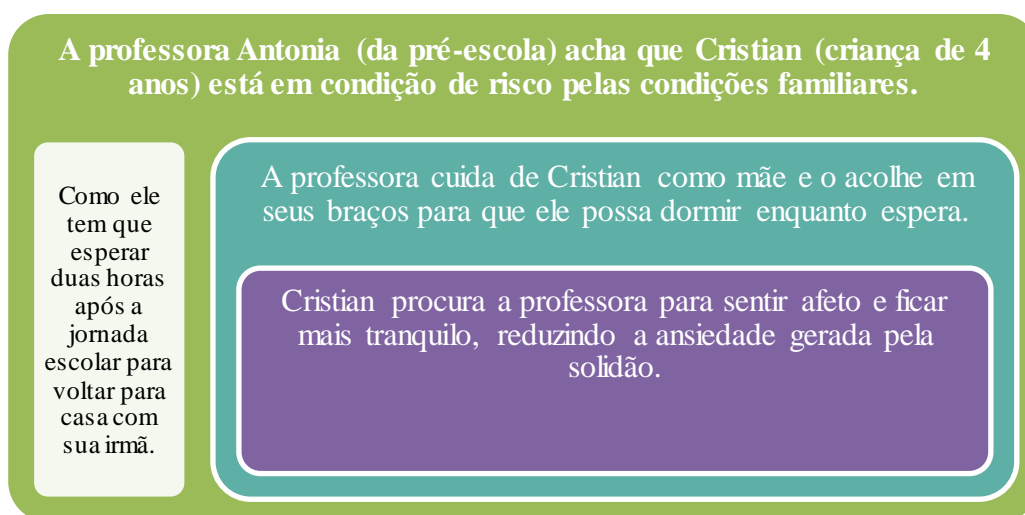 A professora Antonia (da pré-escola) acha que Cristian (criança de 4
anos) está em condição de risco pelas condições familiares.
Como ele
tem que
esperar
duas horas
após a
jornada
escolar para
voltar para
casa com
sua irmã.
A professora cuida de Cristian como mãe e o acolhe em
seus braços para que ele possa dormir enquanto espera.
Cristian procura a professora para sentir afeto e ficar
mais tranquilo, reduzindo a ansiedade gerada pela
solidão.